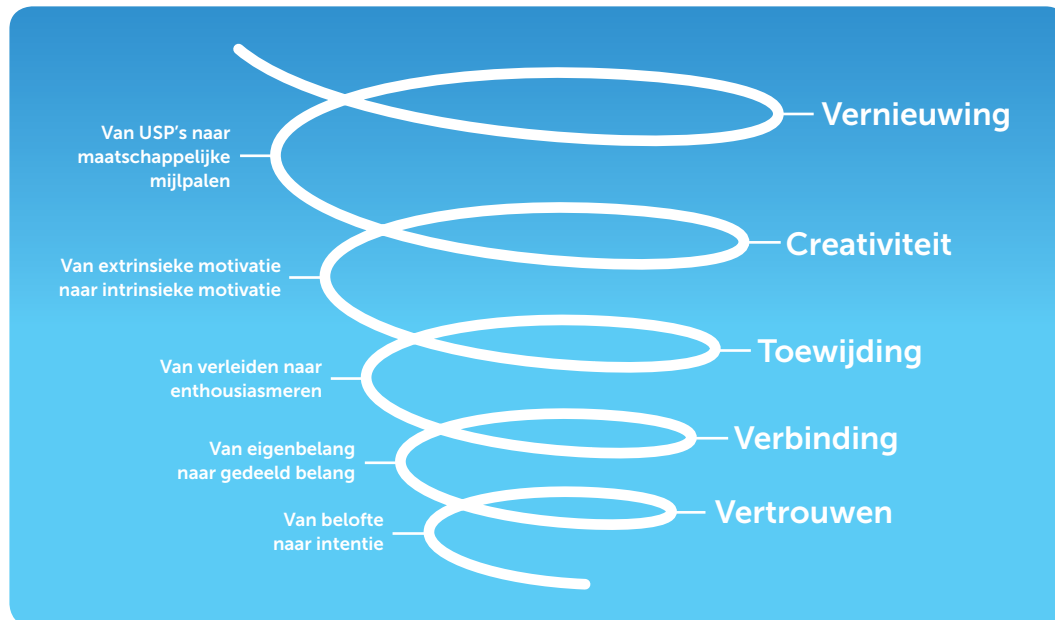 Vernieuwing
Van USP's naar
maatschappelijke
mijlpalen
Creativiteit
Van extrinsieke motivatie
naar intrinsieke motivatie
Toewijding
Van verleiden naar
enthousiasmeren
Verbinding
Van eigenbelang
naar gedeeld belang
Vertrouwen
Van belofte
naar intentie